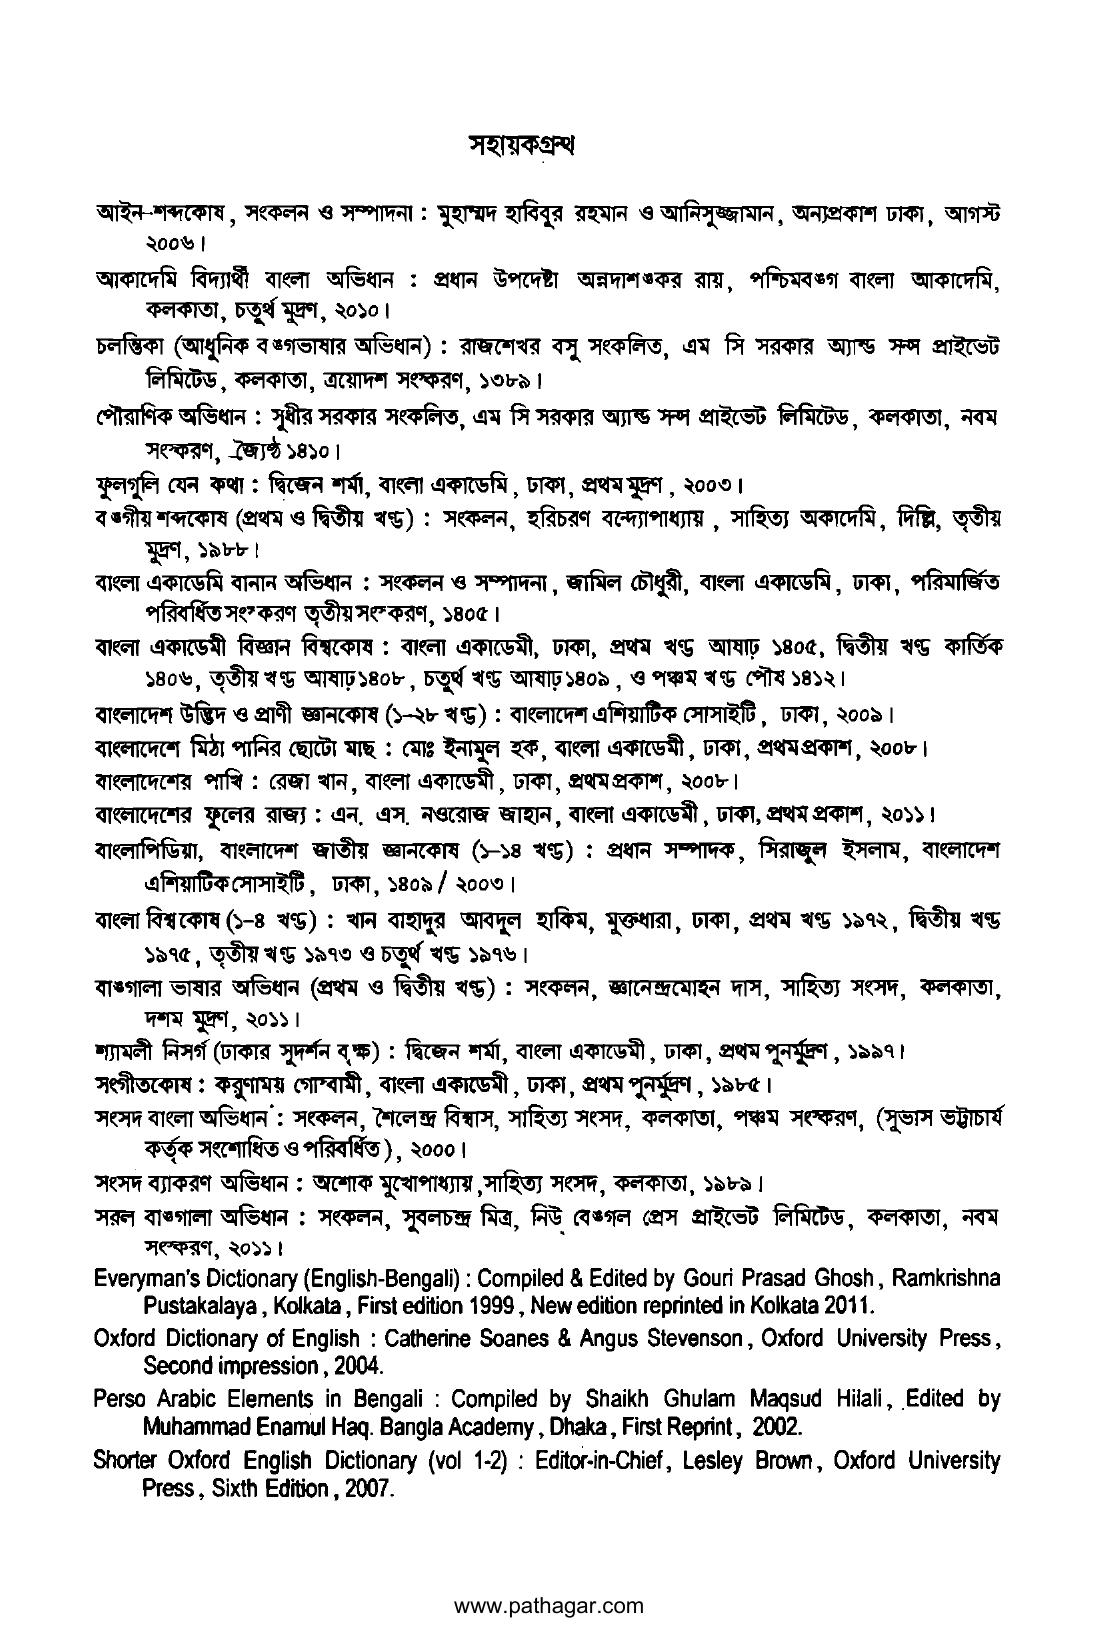 সহায়কগ্রন্থ
আইন-শব্দকোষ, সংকলন ও সম্পাদনা : মুহাম্মদ হাবিবুর রহমান ও আনিসুজ্জামান, অন্যপ্রকাশ ঢাকা, আগস্ট
২০০৬।
আকাদেমি বিদ্যার্থী বাংলা অভিধান : প্রধান উপদেষ্টা অন্নদাশঙ্কর রায়, পশ্চিমবঙ্গ বাংলা আকাদেমি,
কলকাতা, চতুর্থ মুদ্রণ, ২০১০।
চলন্তিকা (আধুনিক বঙ্গভাষার অভিধান) : রাজশেখর বসু সংকলিত, এম সি সরকার অ্যান্ড সন্স প্রাইভেট
লিমিটেড, কলকাতা, ত্রয়োদশ সংস্করণ, ১৩৮৯।
পৌরাণিক অভিধান : সুধীর সরকার সংকলিত, এম সি সরকার অ্যান্ড সন্স প্রাইভেট লিমিটেড, কলকাতা, নবম
সংস্করণ, জ্যৈষ্ঠ ১৪১০।
ফুলগুলি যেন কথা : দ্বিজেন শর্মা, বাংলা একাডেমি, ঢাকা, প্রথম মুদ্রণ, ২০০৩।
বঙ্গীয় শব্দকোষ (প্রথম ও দ্বিতীয় খণ্ড) : সংকলন, হরিচরণ বন্দ্যোপাধ্যায়, সাহিত্য অকাদেমি, দিল্লি, তৃতীয়
মুদ্রণ, ১৯৮৮।
বাংলা একাডেমি বানান অভিধান : সংকলন ও সম্পাদনা, জামিল চৌধুরী, বাংলা একাডেমি, ঢাকা, পরিমার্জিত
পরিবর্ধিত সংস্করণ তৃতীয় সংস্করণ, ১৪০৫।
বাংলা একাডেমী বিজ্ঞান বিশ্বকোষ : বাংলা একাডেমী, ঢাকা, প্রথম খণ্ড আষাঢ় ১৪০৫, দ্বিতীয় খণ্ড কার্তিক
১৪০৬, তৃতীয় খণ্ড আষাঢ় ১৪০৮, চতুর্থ খণ্ড আষাঢ় ১৪০৯, ও পঞ্চম খণ্ড পৌষ ১৪১২।
বাংলাদেশ উদ্ভিদ ও প্রাণী জ্ঞানকোষ (১-২৮ খণ্ড) : বাংলাদেশ এশিয়াটিক সোসাইটি, ঢাকা, ২০০৯।
বাংলাদেশে মিঠা পানির ছোটো মাছ : মোঃ ইনামুল হক, বাংলা একাডেমী, ঢাকা, প্রথম প্রকাশ, ২০০৮।
বাংলাদেশের পাখি : রেজা খান, বাংলা একাডেমী, ঢাকা, প্রথম প্রকাশ, ২০০৮।
বাংলাদেশের ফুলের রাজ্য : এন. এস. নওরোজ জাহান, বাংলা একাডেমী, ঢাকা, প্রথম প্রকাশ, ২০১১।
বাংলাপিডিয়া, বাংলাদেশ জাতীয় জ্ঞানকোষ (১-১৪ খণ্ড) : প্রধান সম্পাদক, সিরাজুল ইসলাম, বাংলাদেশ
এশিয়াটিক সোসাইটি, ঢাকা, ১৪০৯ / ২০০৩।
বাংলা বিশ্বকোষ (১-৪ খণ্ড) : খান বাহাদুর আবদুল হাকিম, মুক্তধারা, ঢাকা, প্রথম খণ্ড ১৯৭২, দ্বিতীয় খণ্ড
১৯৭৫, তৃতীয় খণ্ড ১৯৭৩ ও চতুর্থ খণ্ড ১৯৭৬।
বাঙ্গালা ভাষার অভিধান (প্রথম ও দ্বিতীয় খণ্ড) : সংকলন, জ্ঞানেন্দ্রমোহন দাস, সাহিত্য সংসদ, কলকাতা,
দশম মুদ্রণ, ২০১১।
শ্যামলী নিসর্গ (ঢাকার সুদর্শন বৃক্ষ) : দ্বিজেন শর্মা, বাংলা একাডেমী, ঢাকা, প্রথম পুনর্মুদ্রণ, ১৯৯৭।
সংগীতকোষ : করুণাময় গোস্বামী, বাংলা একাডেমী, ঢাকা, প্রথম পুনর্মুদ্রণ, ১৯৮৫।
সংসদ বাংলা অভিধান : সংকলন, শৈলেন্দ্র বিশ্বাস, সাহিত্য সংসদ, কলকাতা, পঞ্চম সংস্করণ, (সুভাস ভট্টাচার্য
কর্তৃক সংশোধিত ও পরিবর্ধিত), ২০০০।
সংসদ ব্যাকরণ অভিধান : অশোক মুখোপাধ্যায়, সাহিত্য সংসদ, কলকাতা, ১৯৮৯।
সরল বাঙ্গালা অভিধান : সংকলন, সুবলচন্দ্র মিত্র, নিউ বেঙ্গল প্রেস প্রাইভেট লিমিটেড, কলকাতা, নবম
সংস্করণ, ২০১১।
Everyman's Dictionary (English-Bengali) : Compiled & Edited by Gouri Prasad Ghosh, Ramkrishna
Pustakalaya, Kolkata, First edition 1999, New edition reprinted in Kolkata 2011.
Oxford Dictionary of English : Catherine Soanes & Angus Stevenson, Oxford University Press,
Second impression, 2004.
Perso Arabic Elements in Bengali : Compiled by Shaikh Ghulam Maqsud Hilali, Edited by
Muhammad Enamul Haq. Bangla Academy, Dhaka, First Reprint, 2002.
Shorter Oxford English Dictionary (vol 1-2) : Editor-in-Chief, Lesley Brown, Oxford University
Press, Sixth Edition, 2007.
www.pathagar.com